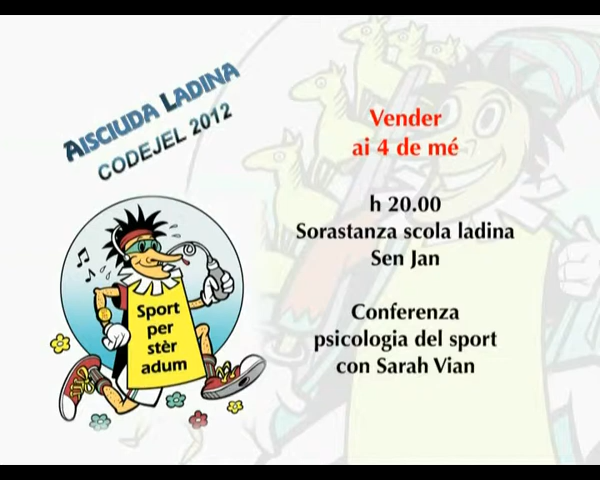 AISCIUDA LADINA
CODEJEL 2012
Sport
per
stèr
adum
Vender
ai 4 de mé
h 20.00
Sorastanza scola ladina
Sen Jan
Conferenza
psicologia del sport
con Sarah Vian